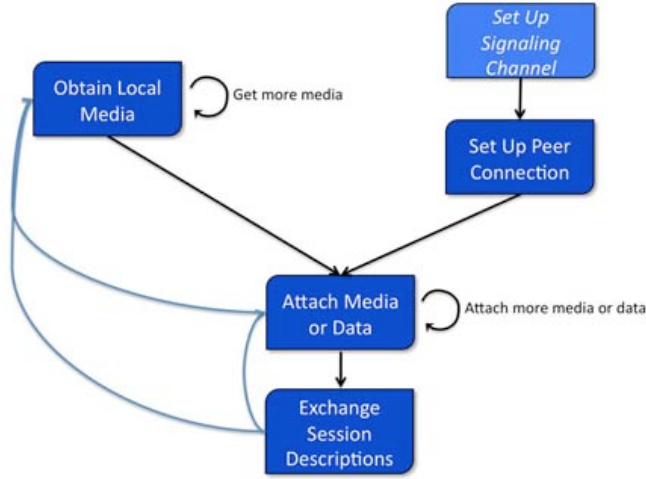 Set Up
Signaling
Channel
Obtain Local
Media
Get more media
Set Up Peer
Connection
Attach Media
or Data
Attach more media or data
Exchange
Session
Descriptions